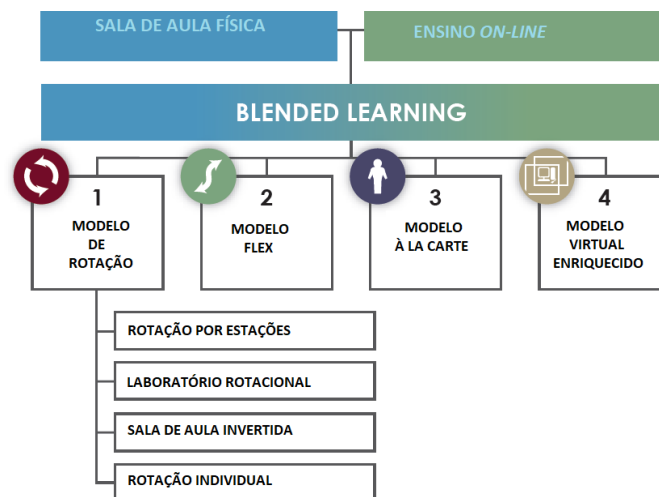 SALA DE AULA FÍSICA
ENSINO ON-LINE
BLENDED LEARNING
1
MODELO
DE
ROTAÇÃO
2
MODELO
FLEX
3
MODELO
À LA CARTE
4
MODELO
VIRTUAL
ENRIQUECIDO
ROTAÇÃO POR ESTAÇÕES
LABORATÓRIO ROTACIONAL
SALA DE AULA INVERTIDA
ROTAÇÃO INDIVIDUAL